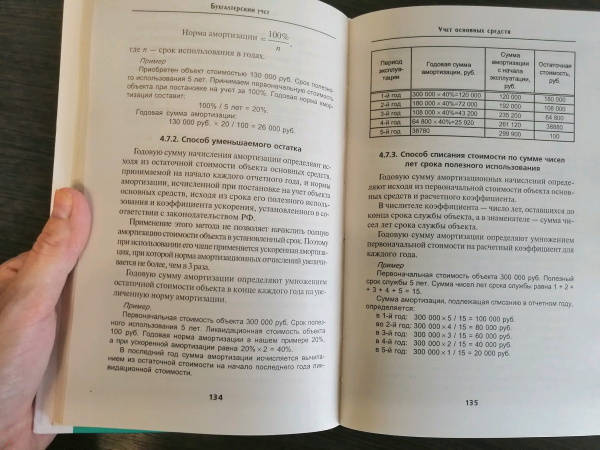 Бухгалтерский учет
Норма амортизации = 100% / n,
где n – срок использования в годах.
Пример
Приобретен объект стоимостью 130 000 руб. Срок полезно-
го использования 5 лет. Принимаем первоначальную стоимость
объекта при постановке на учет за 100%. Годовая норма амор-
тизации составит:
100% / 5 лет = 20%.
Годовая сумма амортизации:
130 000 руб. × 20 / 100 = 26 000 руб.
4.7.2. Способ уменьшаемого остатка
Годовую сумму начисления амортизации определяют ис-
ходя из остаточной стоимости объекта основных средств,
принимаемой на начало каждого отчетного года, и нормы
амортизации, исчисленной при постановке на учет объекта
основных средств, исходя из срока его полезного использо-
вания и коэффициента ускорения, установленного в со-
ответствии с законодательством РФ.
Применение этого метода не позволяет начислить полную
амортизацию стоимости объекта в установленный срок. Поэтому
при использовании его чаще применяется ускоренная амортиза-
ция, при которой норма амортизационных отчислений увеличи-
вается не более, чем в 3 раза.
Годовую сумму амортизации определяют умножением
остаточной стоимости объекта в конце каждого года на уве-
личенную норму амортизации.
Пример
Первоначальная стоимость объекта 300 000 руб. Срок полез-
ного использования 5 лет. Ликвидационная стоимость объекта
100 руб. Годовая норма амортизации в нашем примере 20%,
а при ускоренной амортизации равна 20% × 2 = 40%.
В последний год сумма амортизации исчисляется вычита-
нием из остаточной стоимости на начало последнего года лик-
видационной стоимости.
134
Учет основных средств
Период эксплуа- тации Годовая сумма амортизации, руб. Сумма амортизации с начала эксплуатации, руб. Остаточная стоимость, руб.
1-й год 300 000 × 40%=120 000 120 000 180 000
2-й год 180 000 × 40%=72 000 192 000 108 000
3-й год 108 000 × 40%=43 200 235 200 64 800
4-й год 64 800 × 40%=25 920 261 120 38880
5-й год 38780 299 900 100
4.7.3. Способ списания стоимости по сумме чисел
лет срока полезного использования
Годовую сумму амортизационных начислений опреде-
ляют исходя из первоначальной стоимости объекта основ-
ных средств и расчетного коэффициента.
В числителе коэффициента – число лет, оставшихся до
конца срока службы объекта, а в знаменателе – сумма чи-
сел лет срока службы объекта.
Годовую сумму амортизации определяют умножением
первоначальной стоимости на расчетный коэффициент для
каждого года.
Пример
Первоначальная стоимость объекта 300 000 руб. Полезный
срок службы 5 лет. Сумма чисел лет срока службы равна 1 + 2 +
+ 3 + 4 + 5 = 15.
Сумма амортизации, подлежащая списанию в отчетном году,
определяется:
в 1-й год: 300 000 × 5 / 15 = 100 000 руб.
во 2-й год: 300 000 × 4 / 15 = 80 000 руб.
в 3-й год: 300 000 × 3 / 15 = 60 000 руб.
в 4-й год: 300 000 × 2 / 15 = 40 000 руб.
в 5-й год: 300 000 × 1 / 15 = 20 000 руб.
135